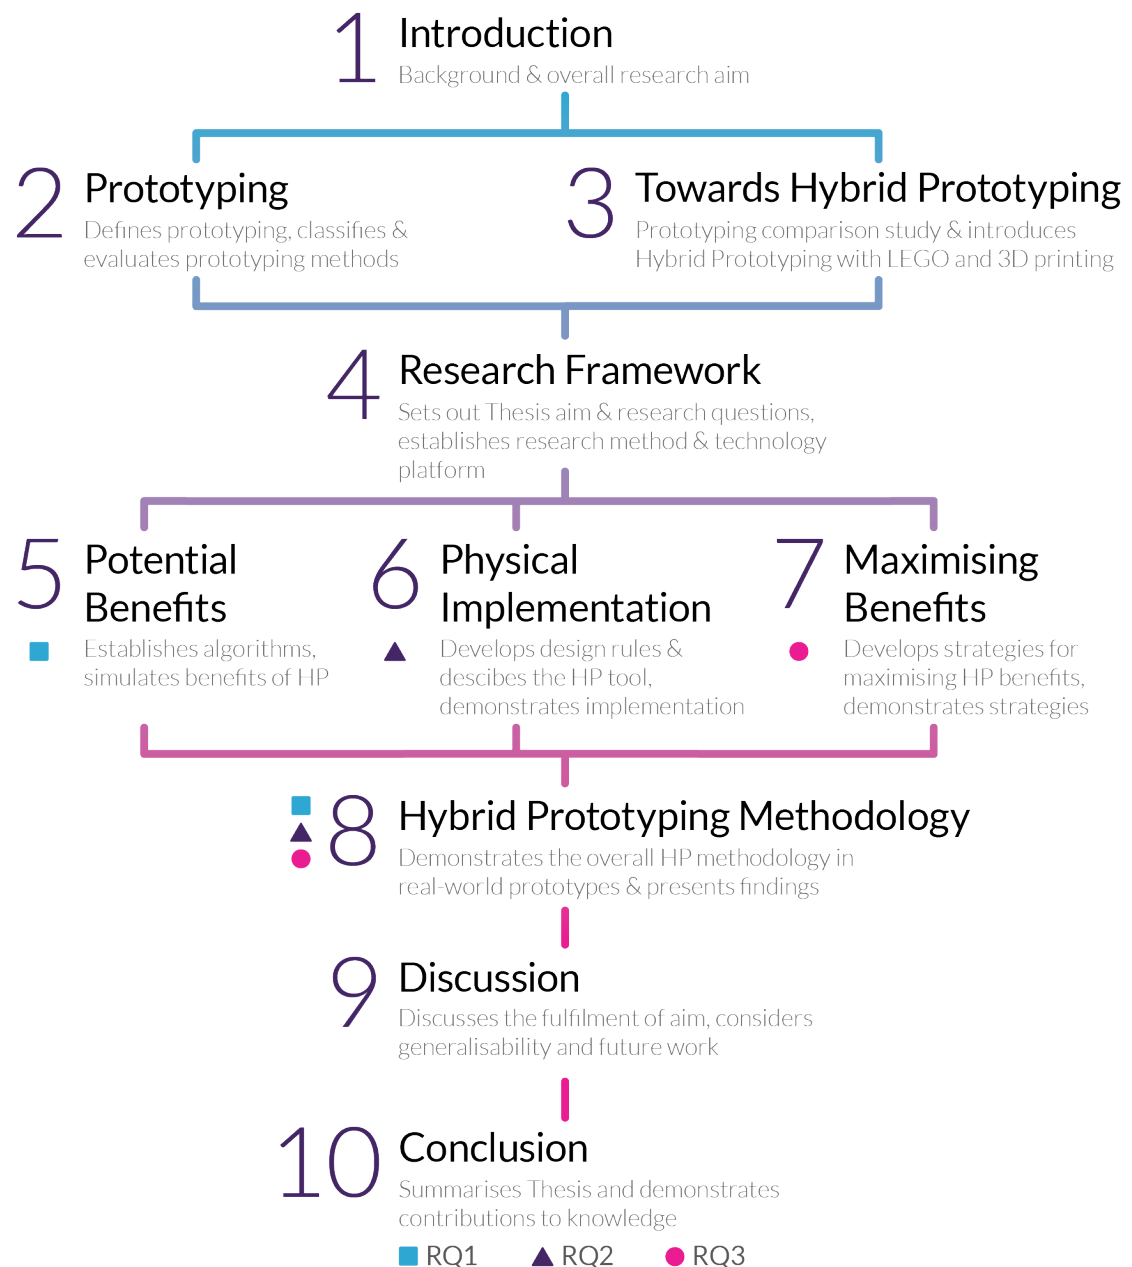 1 Introduction
Background & overall research aim
2 Prototyping
Defines prototyping, classifies &
evaluates prototyping methods
3 Towards Hybrid Prototyping
Prototyping comparison study & introduces
Hybrid Prototyping with LEGO and 3D printing
4 Research Framework
Sets out Thesis aim & research questions,
establishes research method & technology
platform
5 Potential
Benefits
Establishes algorithms,
simulates benefits of HP
6 Physical
Implementation
Develops design rules &
descibes the HP tool,
demonstrates implementation
7 Maximising
Benefits
Develops strategies for
maximising HP benefits,
demonstrates strategies
8 Hybrid Prototyping Methodology
Demonstrates the overall HP methodology in
real-world prototypes & presents findings
9 Discussion
Discusses the fulfilment of aim, considers
generalisability and future work
10 Conclusion
Summarises Thesis and demonstrates
contributions to knowledge
RQ1 RQ2 RQ3